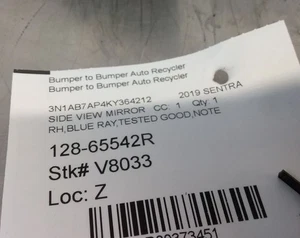 Bumper to Bumper Auto Recycler
Bumper to Bumper Auto Recycler
3N1AB7AP4KY364212 2019 SENTRA
SIDE VIEW MIRROR CC: 1 Qty: 1
RH,BLUE RAY,TESTED GOOD,NOTE
128-65542R
Stk# V8033
Loc: Z